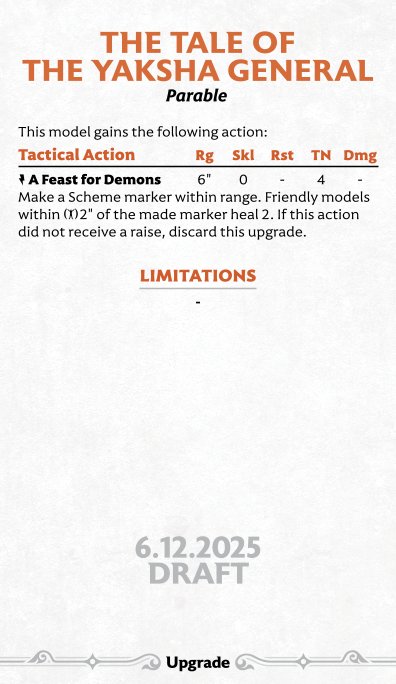 THE TALE OF
THE YAKSHA GENERAL
Parable
This model gains the following action:
Tactical Action Rg Skl Rst TN Dmg
A Feast for Demons 6" 0 - 4 -
Make a Scheme marker within range. Friendly models
within 2" of the made marker heal 2. If this action
did not receive a raise, discard this upgrade.
LIMITATIONS
-
6.12.2025
DRAFT
Upgrade